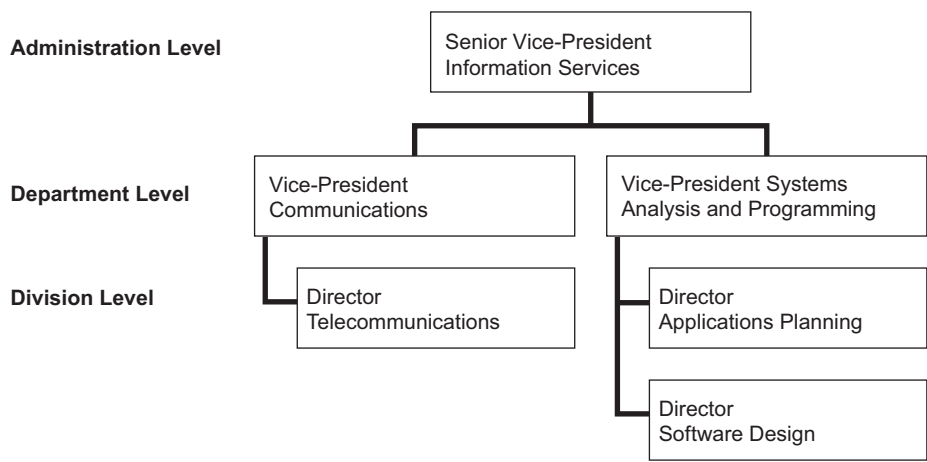 Administration Level
Senior Vice-President
Information Services
Department Level
Vice-President
Communications
Vice-President Systems
Analysis and Programming
Division Level
Director
Telecommunications
Director
Applications Planning
Director
Software Design